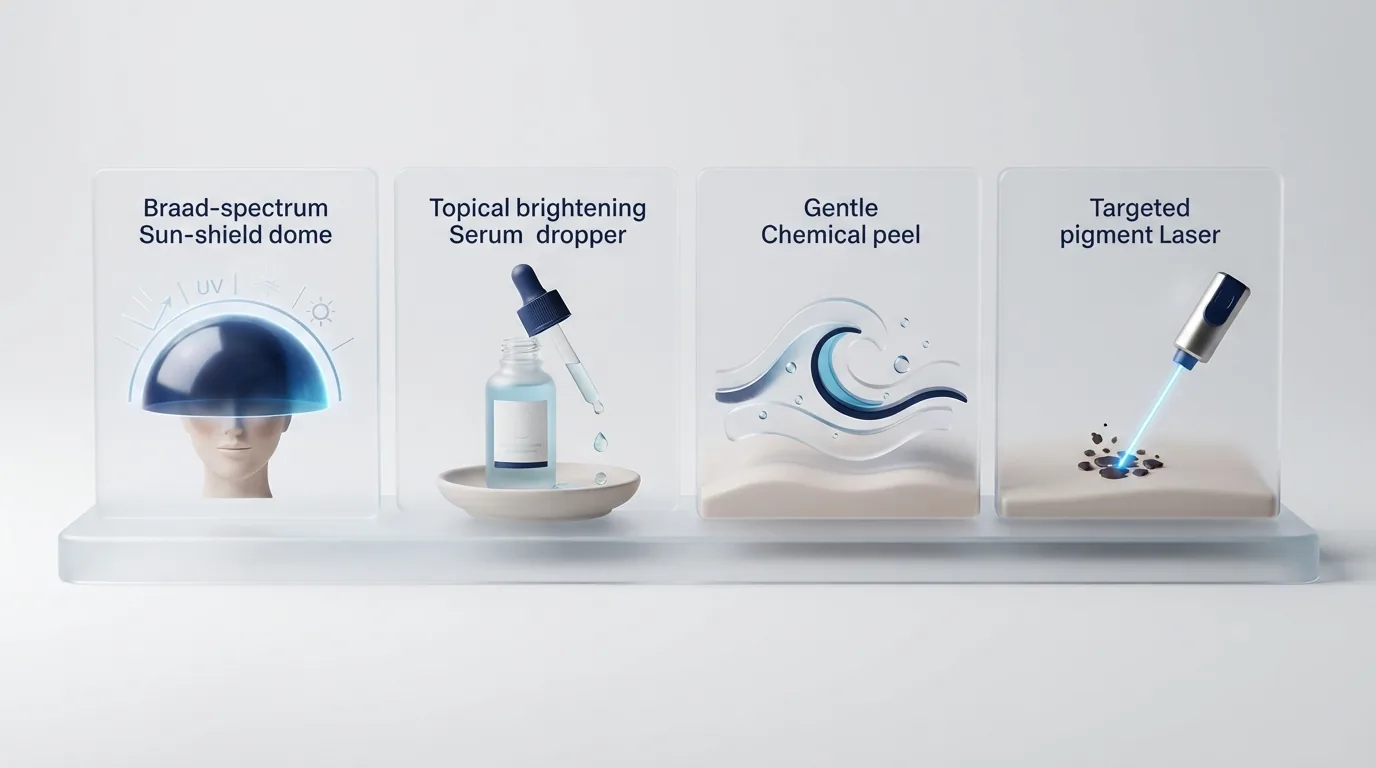 Braad-spectrum
Sun-shield dome
UV
Topical brightening
Serum dropper
Gentle
Chemical peel
Targeted
pigment Laser